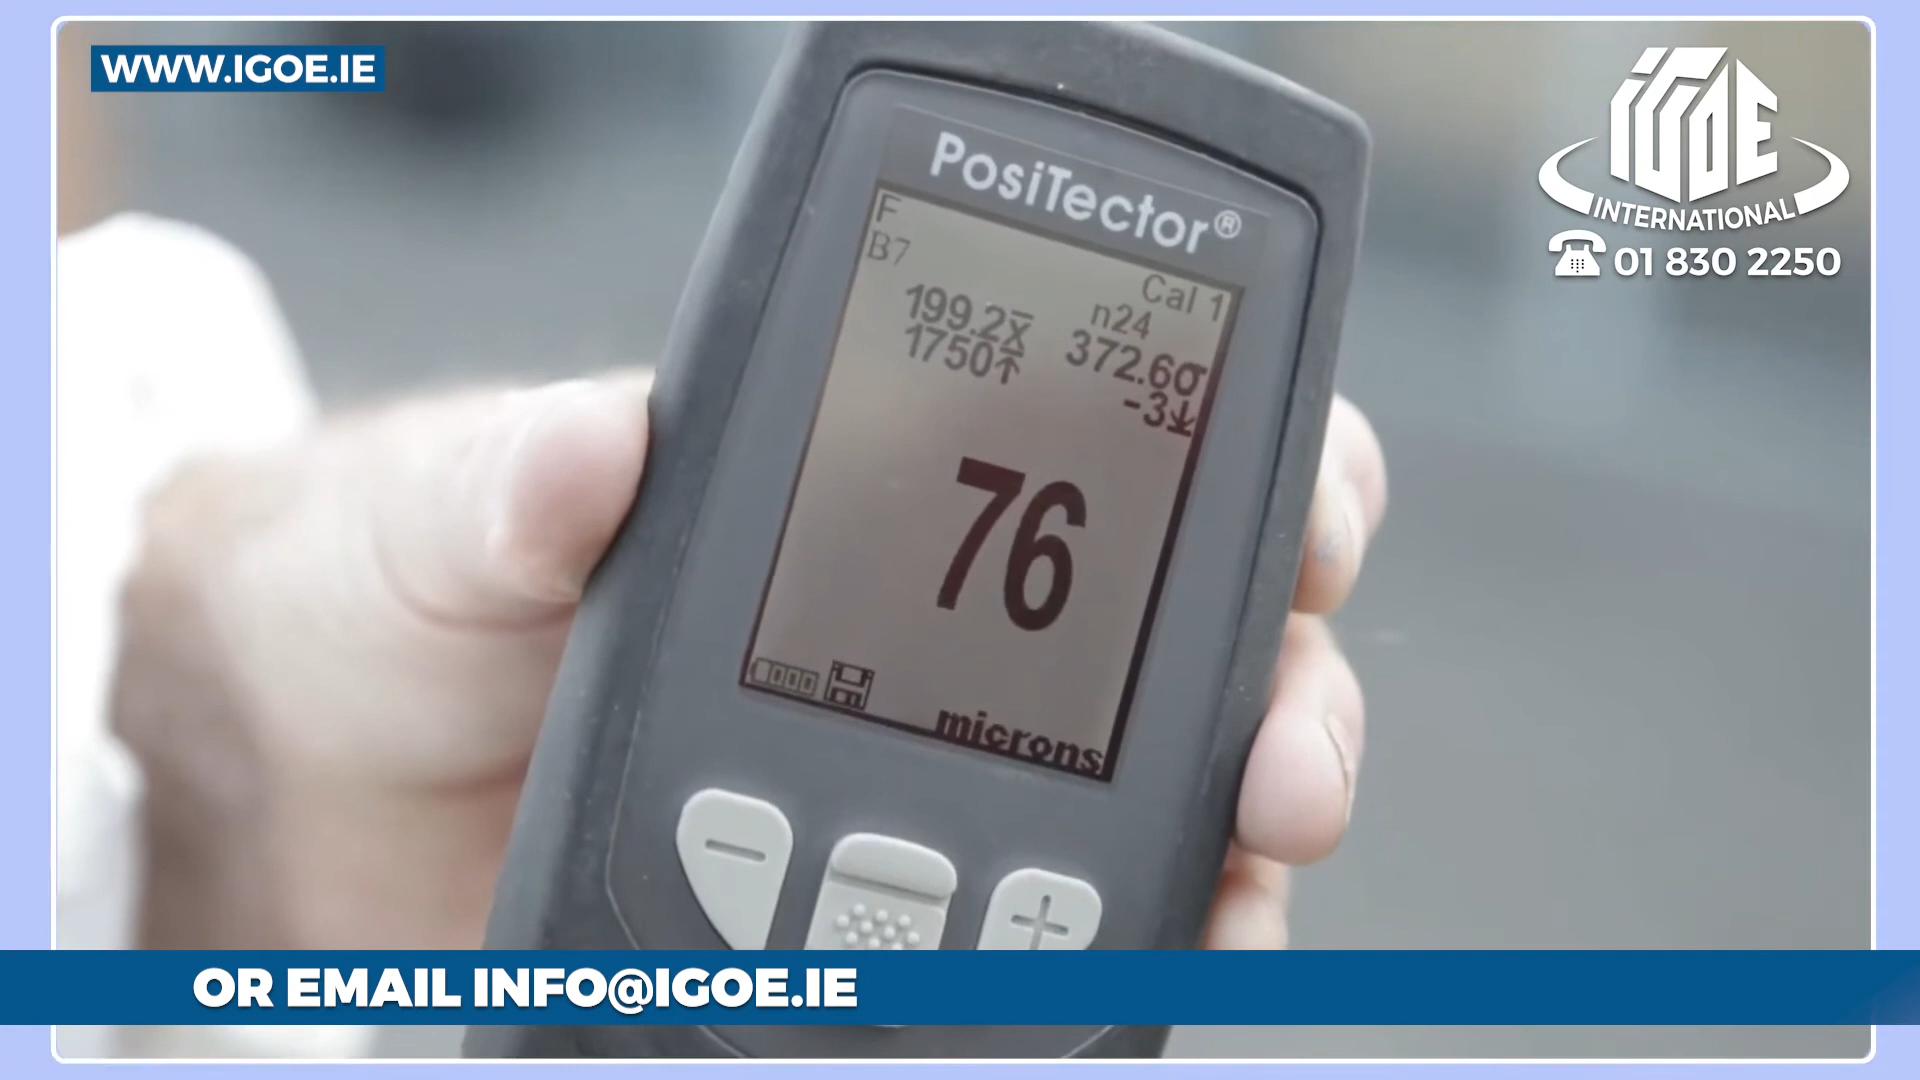 WWW.IGOE.IE
iGOE
INTERNATIONAL
01 830 2250
PosiTector®
F
B7
Cal 1
n24
199.2x̅ 372.6σ
1750↑ -3↓
76
microns
− +
OR EMAIL INFO@IGOE.IE